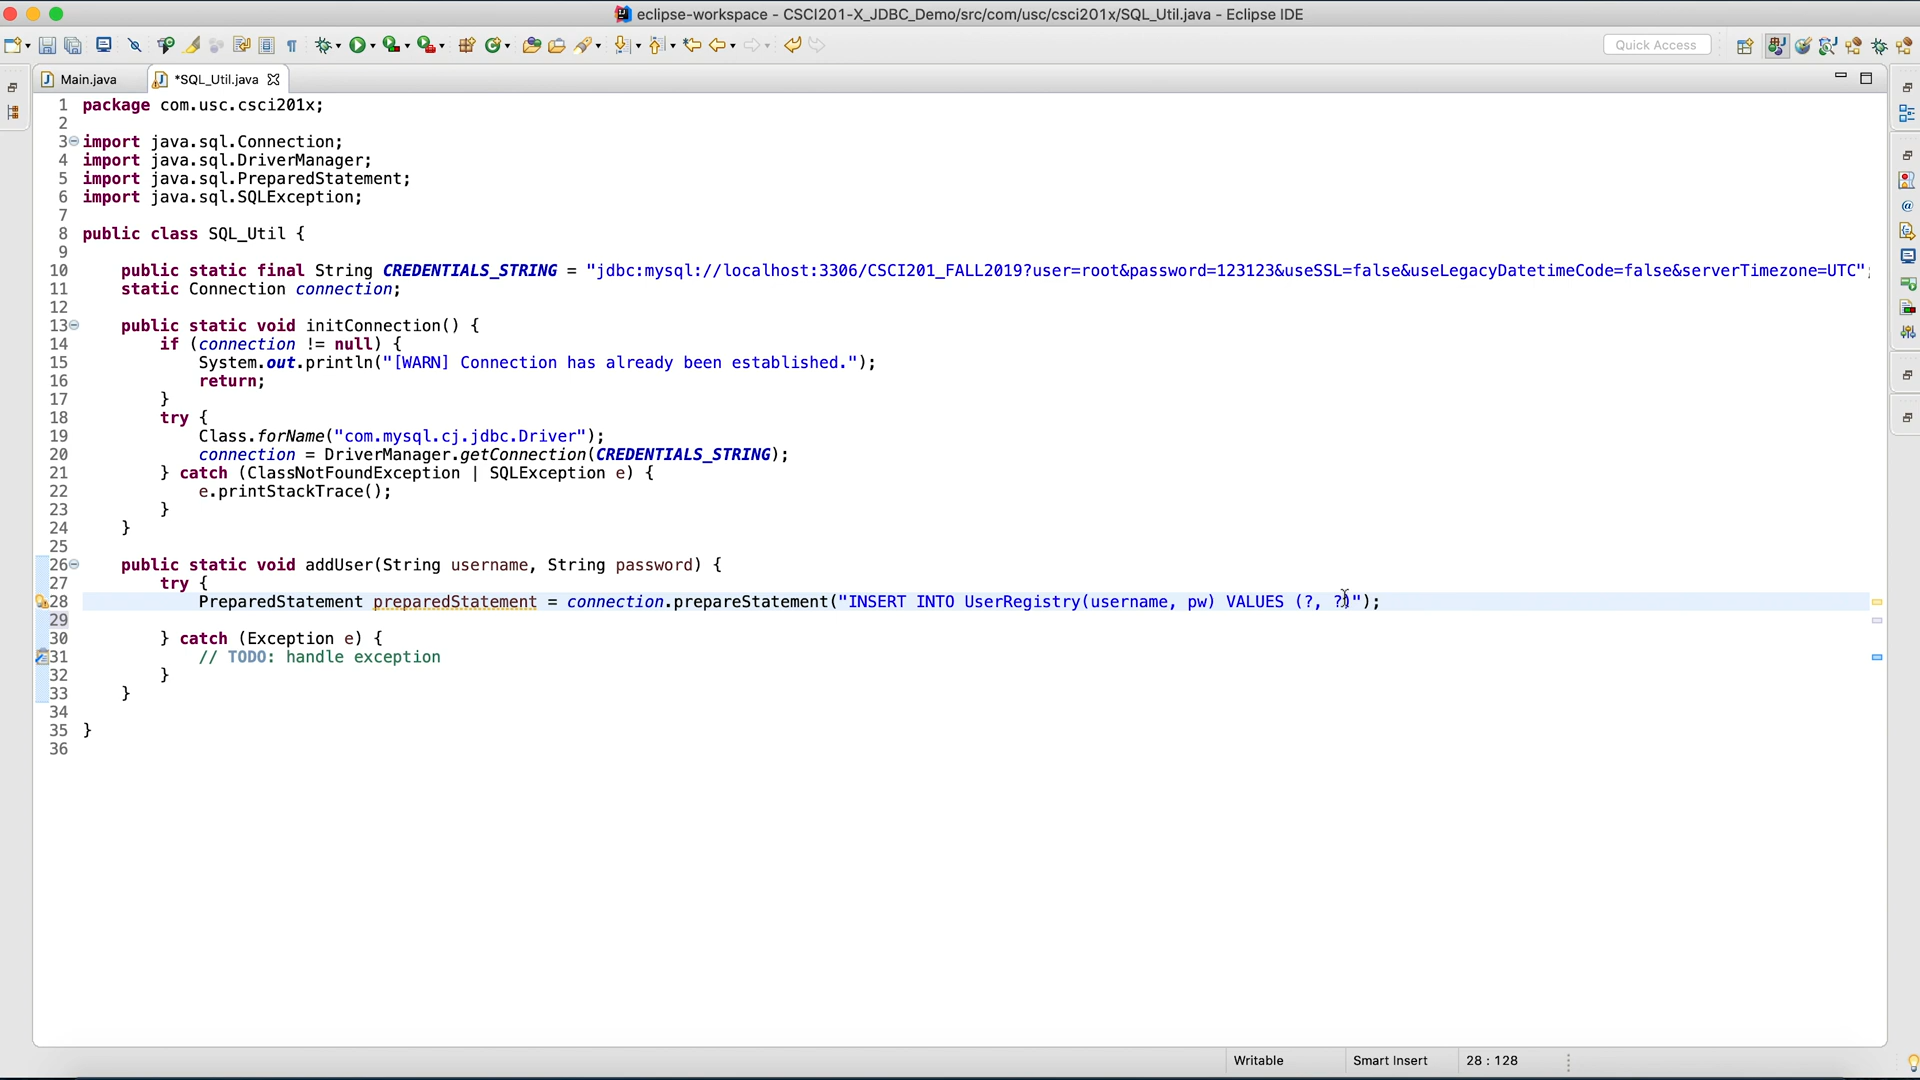 eclipse-workspace - CSCI201-X_JDBC_Demo/src/com/usc/csci201x/SQL_Util.java - Eclipse IDE
Quick Access
Main.java
*SQL_Util.java
1 package com.usc.csci201x;
2
3 import java.sql.Connection;
4 import java.sql.DriverManager;
5 import java.sql.PreparedStatement;
6 import java.sql.SQLException;
7
8 public class SQL_Util {
9
10 public static final String CREDENTIALS_STRING = "jdbc:mysql://localhost:3306/CSCI201_FALL2019?user=root&password=123123&useSSL=false&useLegacyDatetimeCode=false&serverTimezone=UTC";
11 static Connection connection;
12
13 public static void initConnection() {
14 if (connection != null) {
15 System.out.println("[WARN] Connection has already been established.");
16 return;
17 }
18 try {
19 Class.forName("com.mysql.cj.jdbc.Driver");
20 connection = DriverManager.getConnection(CREDENTIALS_STRING);
21 } catch (ClassNotFoundException | SQLException e) {
22 e.printStackTrace();
23 }
24 }
25
26 public static void addUser(String username, String password) {
27 try {
28 PreparedStatement preparedStatement = connection.prepareStatement("INSERT INTO UserRegistry(username, pw) VALUES (?, ?)");
29
30 } catch (Exception e) {
31 // TODO: handle exception
32 }
33 }
34
35 }
36
Writable
Smart Insert
28 : 128